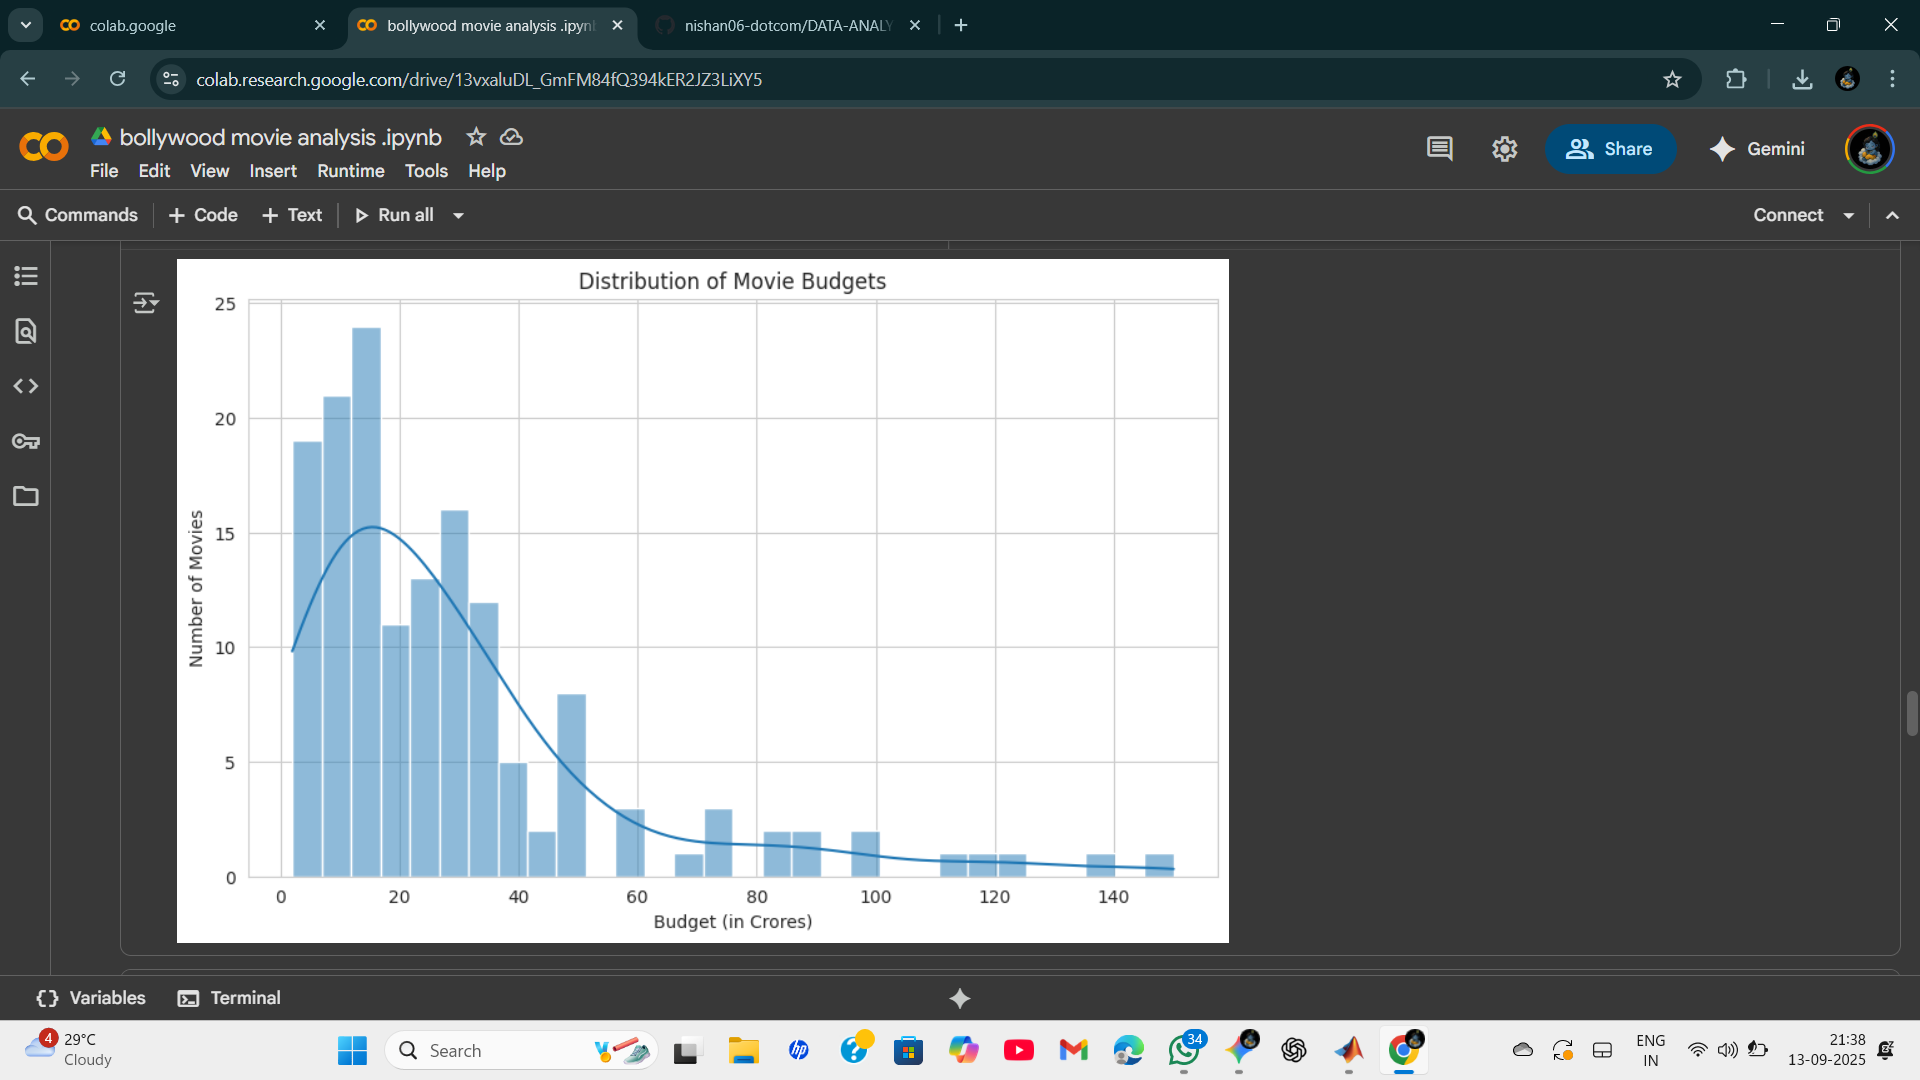 colab.google
bollywood movie analysis .ipynb
nishan06-dotcom/DATA-ANALY
colab.research.google.com/drive/13vxaluDL_GmFM84fQ394kER2JZ3LiXY5
bollywood movie analysis .ipynb
File Edit View Insert Runtime Tools Help
Share
Gemini
Commands + Code + Text Run all
Connect
Distribution of Movie Budgets
25
20
15
10
5
0
Number of Movies
0 20 40 60 80 100 120 140
Budget (in Crores)
Variables Terminal
4
29°C
Cloudy
Search
hp
34
ENG
IN
21:38
13-09-2025